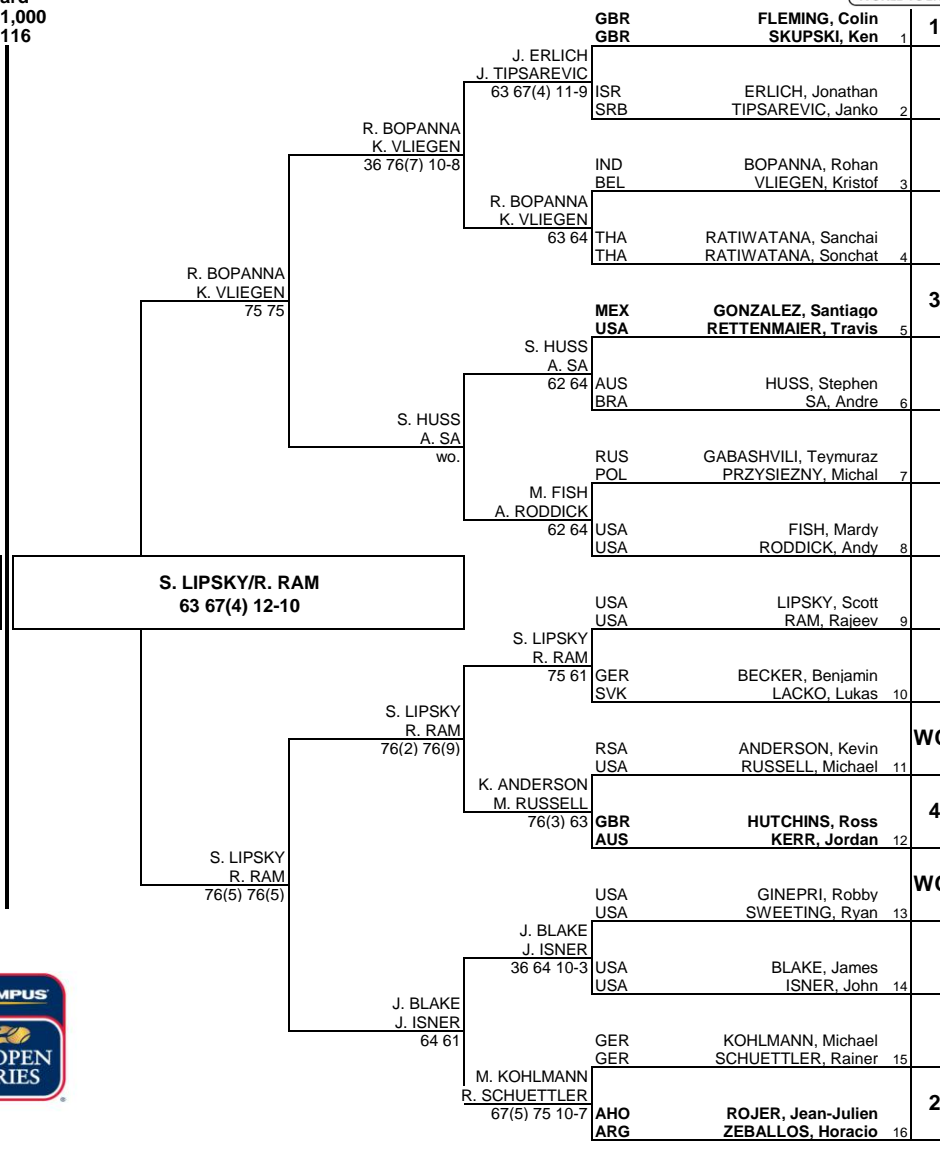 1,000
116
GBR FLEMING, Colin
GBR SKUPSKI, Ken 1
1
J. ERLICH
J. TIPSAREVIC
63 67(4) 11-9
ISR ERLICH, Jonathan
SRB TIPSAREVIC, Janko 2
R. BOPANNA
K. VLIEGEN
36 76(7) 10-8
IND BOPANNA, Rohan
BEL VLIEGEN, Kristof 3
R. BOPANNA
K. VLIEGEN
63 64
THA RATIWATANA, Sanchai
THA RATIWATANA, Sonchat 4
R. BOPANNA
K. VLIEGEN
75 75
MEX GONZALEZ, Santiago
USA RETTENMAIER, Travis 5
3
S. HUSS
A. SA
62 64
AUS HUSS, Stephen
BRA SA, Andre 6
S. HUSS
A. SA
wo.
RUS GABASHVILI, Teymuraz
POL PRZYSIEZNY, Michal 7
M. FISH
A. RODDICK
62 64
USA FISH, Mardy
USA RODDICK, Andy 8
S. LIPSKY/R. RAM
63 67(4) 12-10
USA LIPSKY, Scott
USA RAM, Rajeev 9
S. LIPSKY
R. RAM
75 61
GER BECKER, Benjamin
SVK LACKO, Lukas 10
S. LIPSKY
R. RAM
76(2) 76(9)
RSA ANDERSON, Kevin
USA RUSSELL, Michael 11
K. ANDERSON
M. RUSSELL
76(3) 63
GBR HUTCHINS, Ross
AUS KERR, Jordan 12
4
S. LIPSKY
R. RAM
76(5) 76(5)
USA GINEPRI, Robby
USA SWEETING, Ryan 13
J. BLAKE
J. ISNER
36 64 10-3
USA BLAKE, James
USA ISNER, John 14
J. BLAKE
J. ISNER
64 61
GER KOHLMANN, Michael
GER SCHUETTLER, Rainer 15
M. KOHLMANN
R. SCHUETTLER
67(5) 75 10-7
AHO ROJER, Jean-Julien
ARG ZEBALLOS, Horacio 16
2
MPUS
OPEN
RIES